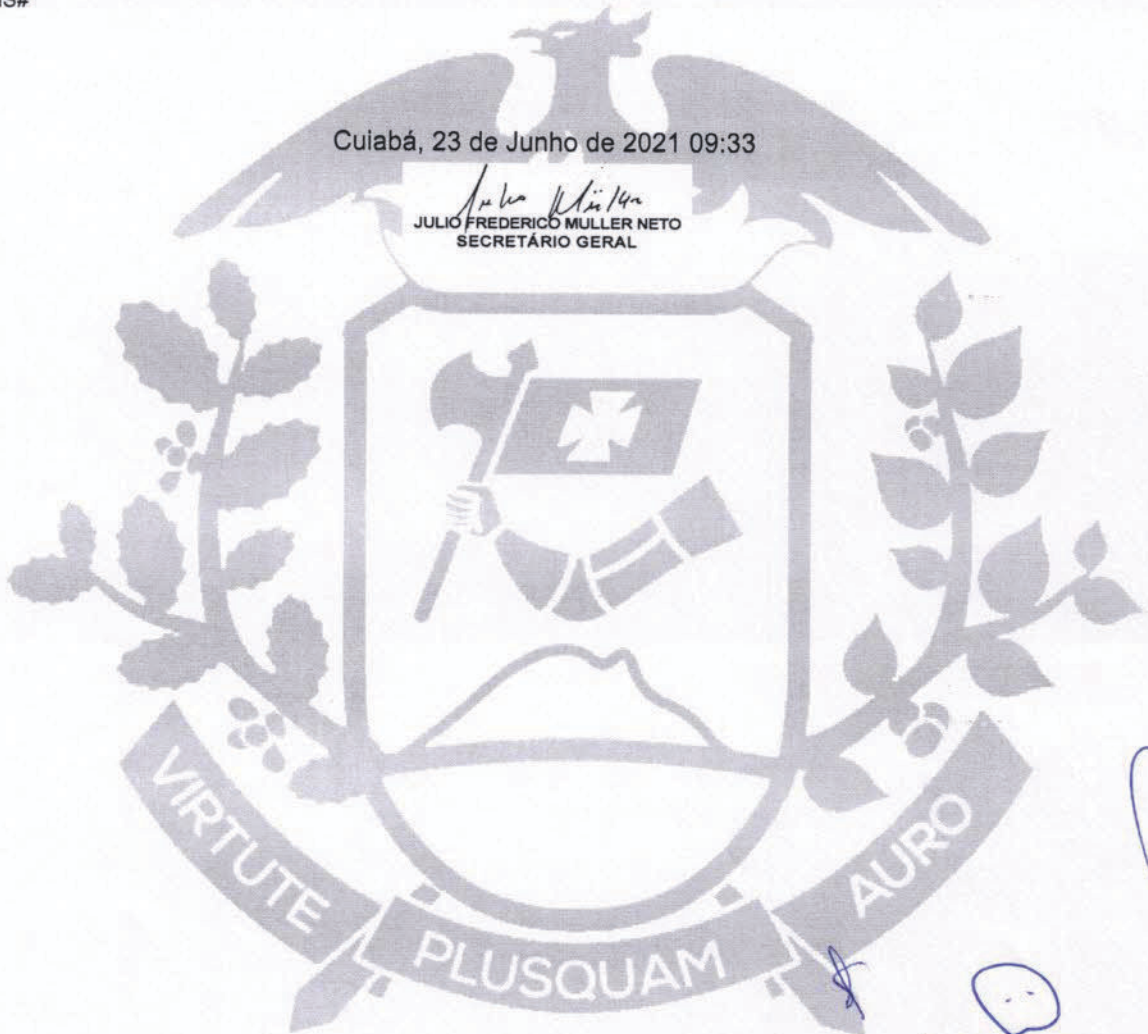 Cuiabá, 23 de Junho de 2021 09:33
JULIO FREDERICO MULLER NETO
SECRETÁRIO GERAL
VIRTUTE
PLUSQUAM
AURO